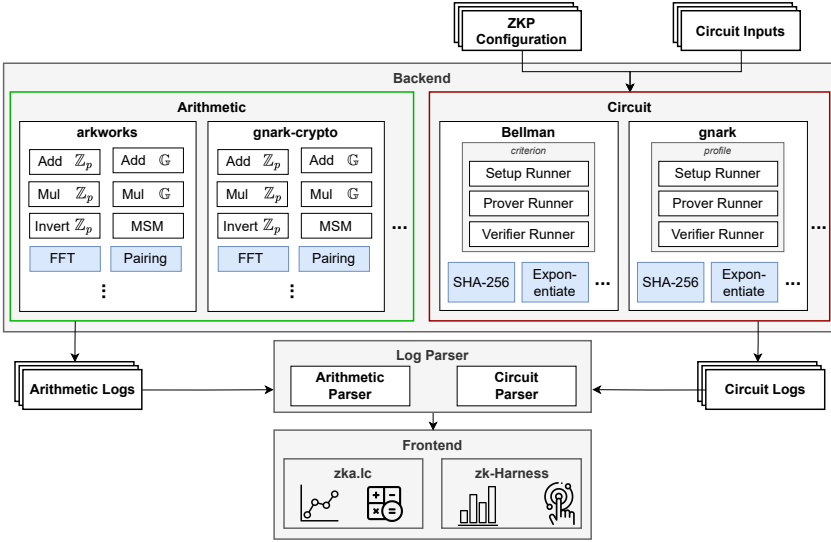 ZKP
Configuration
Circuit Inputs
Backend
Arithmetic
arkworks
Add ℤp
Add 𝔾
Mul ℤp
Mul 𝔾
Invert ℤp
MSM
FFT
Pairing
⋮
gnark-crypto
Add ℤp
Add 𝔾
Mul ℤp
Mul 𝔾
Invert ℤp
MSM
FFT
Pairing
⋮
...
Circuit
Bellman
criterion
Setup Runner
Prover Runner
Verifier Runner
SHA-256
Expon-
entiate
...
gnark
profile
Setup Runner
Prover Runner
Verifier Runner
SHA-256
Expon-
entiate
...
Arithmetic Logs
Log Parser
Arithmetic
Parser
Circuit
Parser
Circuit Logs
Frontend
zka.lc
zk-Harness